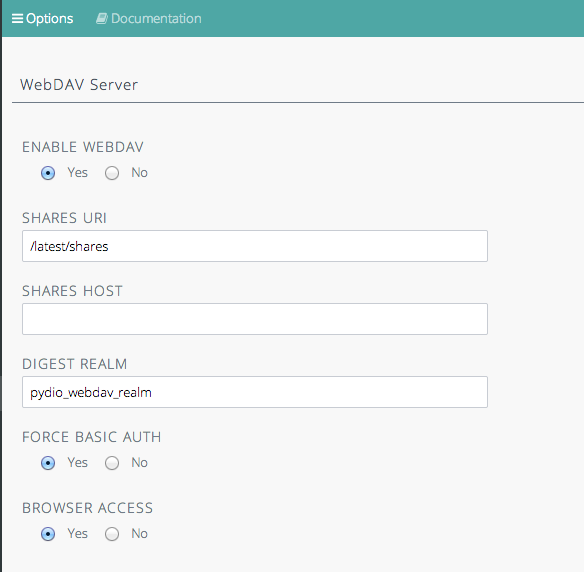 Options Documentation
WebDAV Server
ENABLE WEBDAV
Yes No
SHARES URI
/latest/shares
SHARES HOST
DIGEST REALM
pydio_webdav_realm
FORCE BASIC AUTH
Yes No
BROWSER ACCESS
Yes No